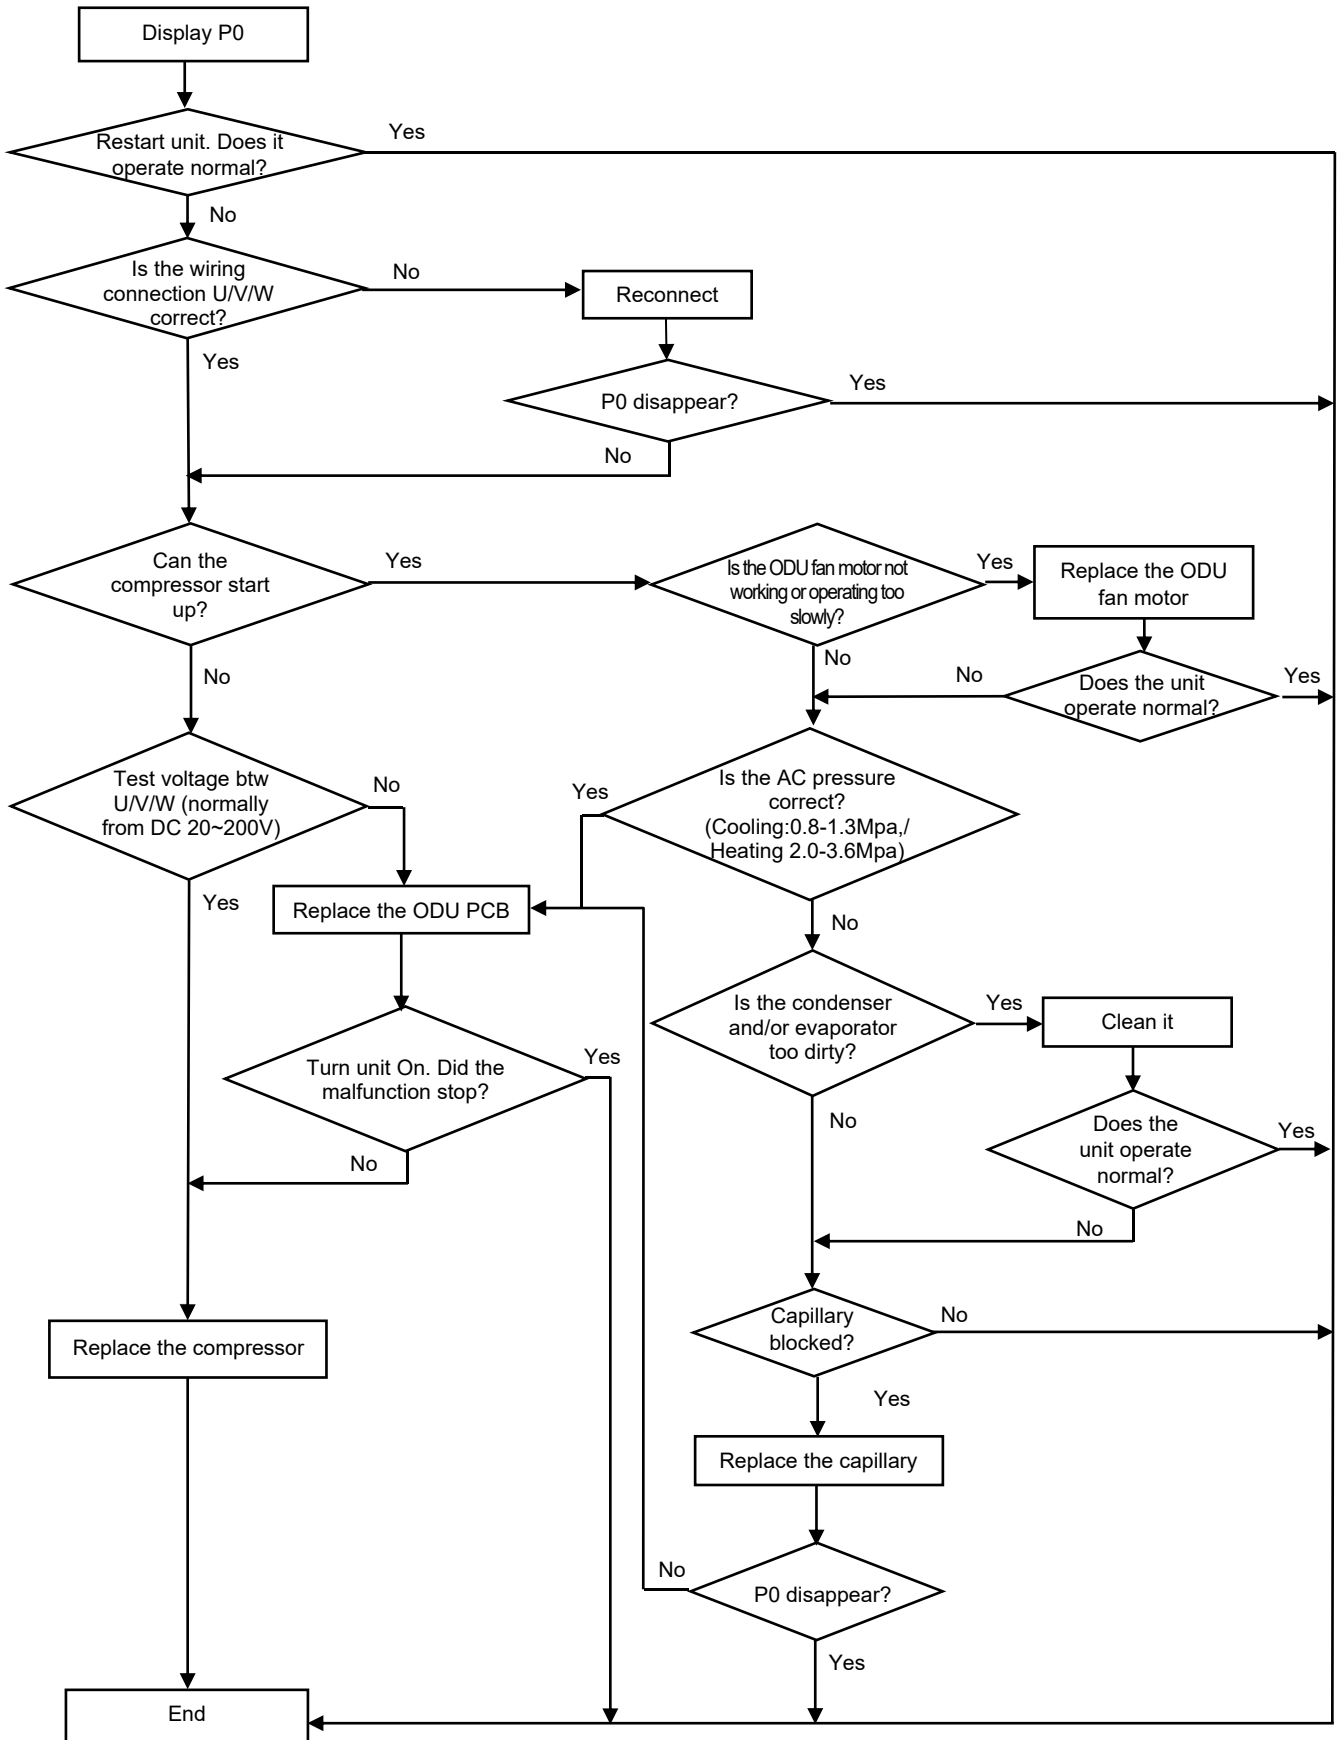 Display P0
Restart unit. Does it
operate normal?
Yes
No
Is the wiring
connection U/V/W
correct?
No
Reconnect
Yes
P0 disappear?
Yes
No
Can the
compressor start
up?
Yes
Is the ODU fan motor not
working or operating too
slowly?
Yes
Replace the ODU
fan motor
No
No
Does the unit
operate normal?
Yes
No
Test voltage btw
U/V/W (normally
from DC 20~200V)
No
Yes
Is the AC pressure
correct?
(Cooling:0.8-1.3Mpa,/
Heating 2.0-3.6Mpa)
Yes
Replace the ODU PCB
No
Is the condenser
and/or evaporator
too dirty?
Yes
Clean it
Turn unit On. Did the
malfunction stop?
Yes
No
No
Does the
unit operate
normal?
Yes
No
Capillary
blocked?
No
Replace the compressor
Yes
Replace the capillary
No
P0 disappear?
Yes
End